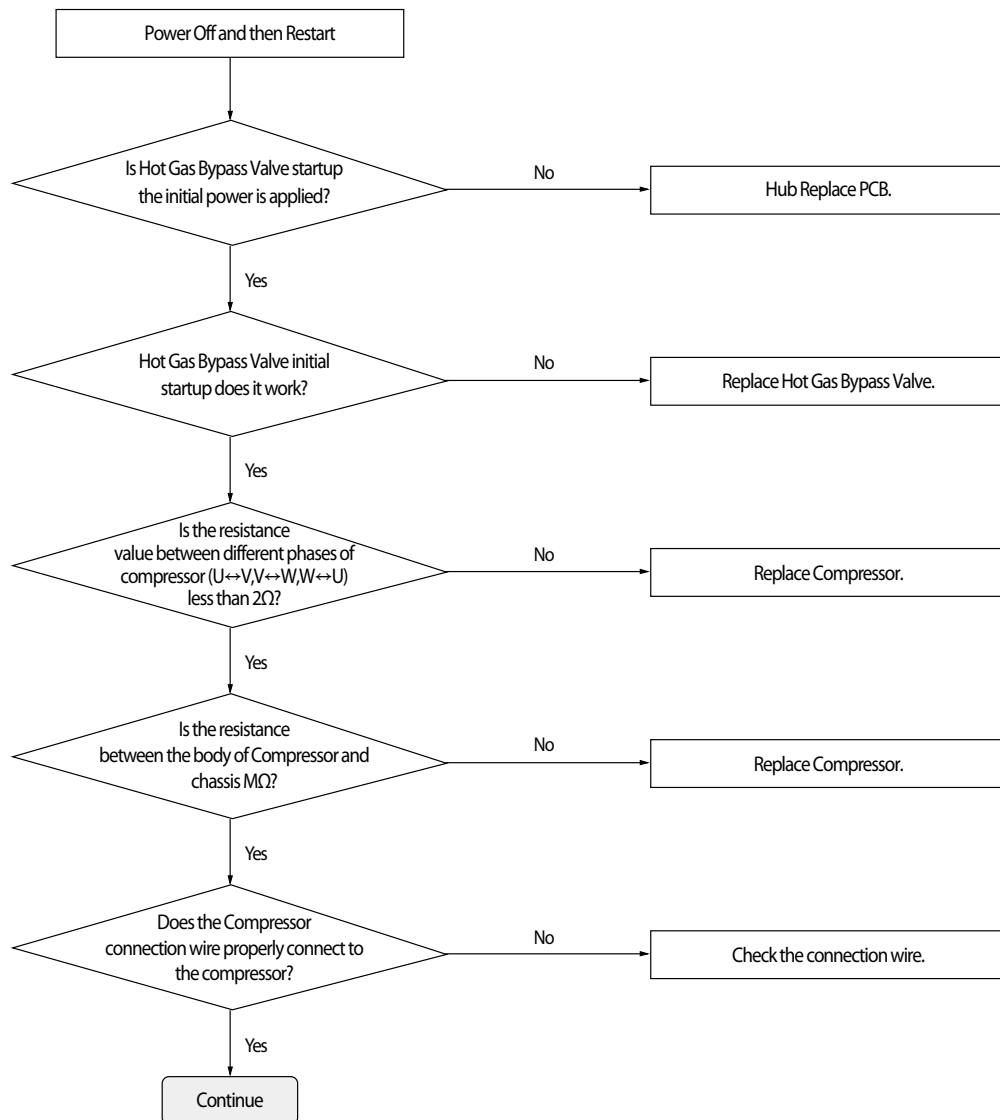 Power Off and then Restart
Is Hot Gas Bypass Valve startup
the initial power is applied?
No
Hub Replace PCB.
Yes
Hot Gas Bypass Valve initial
startup does it work?
No
Replace Hot Gas Bypass Valve.
Yes
Is the resistance
value between different phases of
compressor (U↔V,V↔W,W↔U)
less than 2Ω?
No
Replace Compressor.
Yes
Is the resistance
between the body of Compressor and
chassis MΩ?
No
Replace Compressor.
Yes
Does the Compressor
connection wire properly connect to
the compressor?
No
Check the connection wire.
Yes
Continue